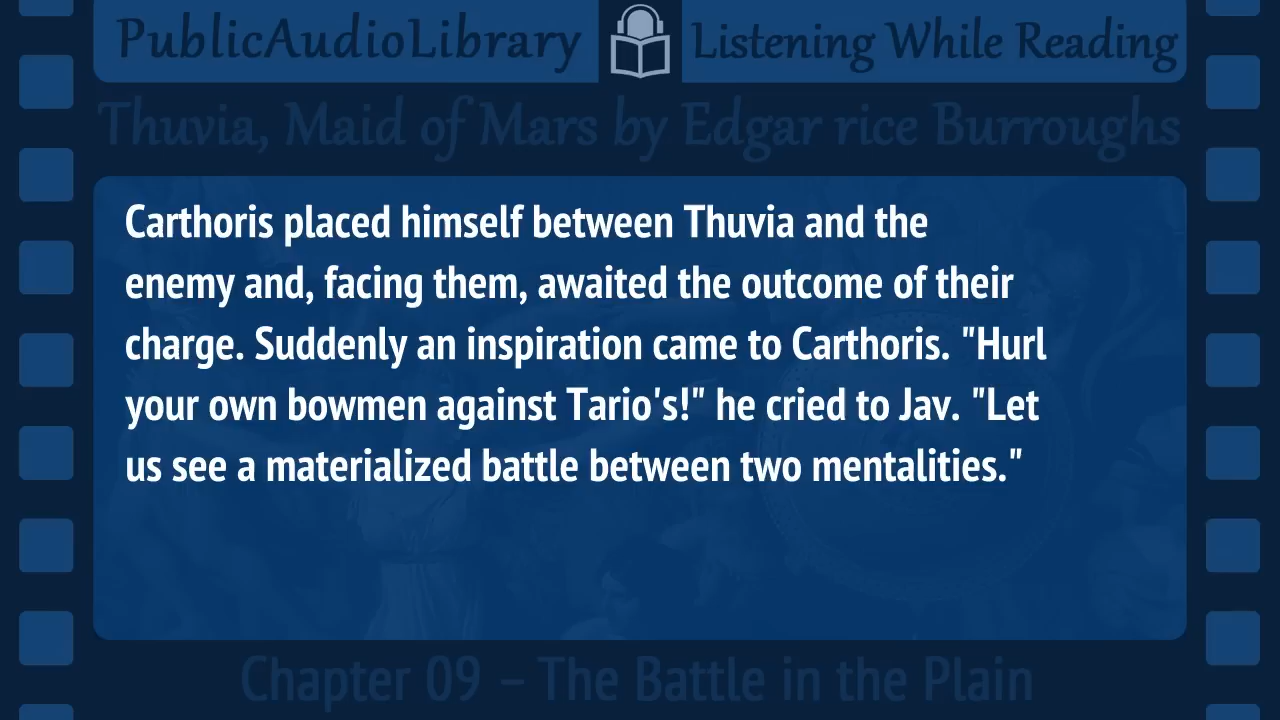 PublicAudioLibrary Listening While Reading
Thuvia, Maid of Mars by Edgar rice Burroughs
Carthoris placed himself between Thuvia and the
enemy and, facing them, awaited the outcome of their
charge. Suddenly an inspiration came to Carthoris. "Hurl
your own bowmen against Tario's!" he cried to Jav. "Let
us see a materialized battle between two mentalities."
Chapter 09 – The Battle in the Plain